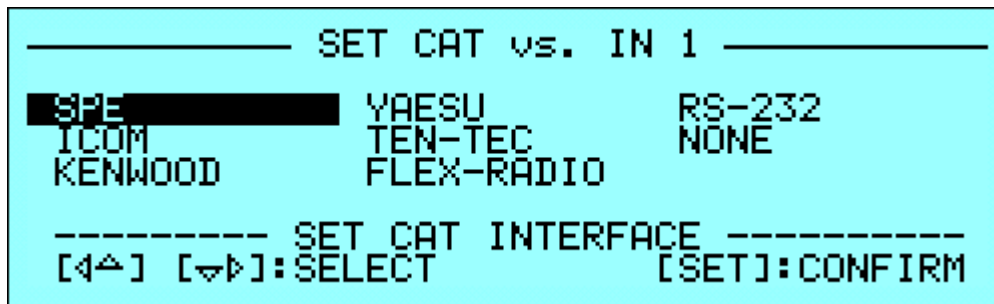 SET CAT vs. IN 1
SPE YAESU RS-232
ICOM TEN-TEC NONE
KENWOOD FLEX-RADIO
--------- SET CAT INTERFACE ----------
[◁△] [▽▷]:SELECT [SET]:CONFIRM